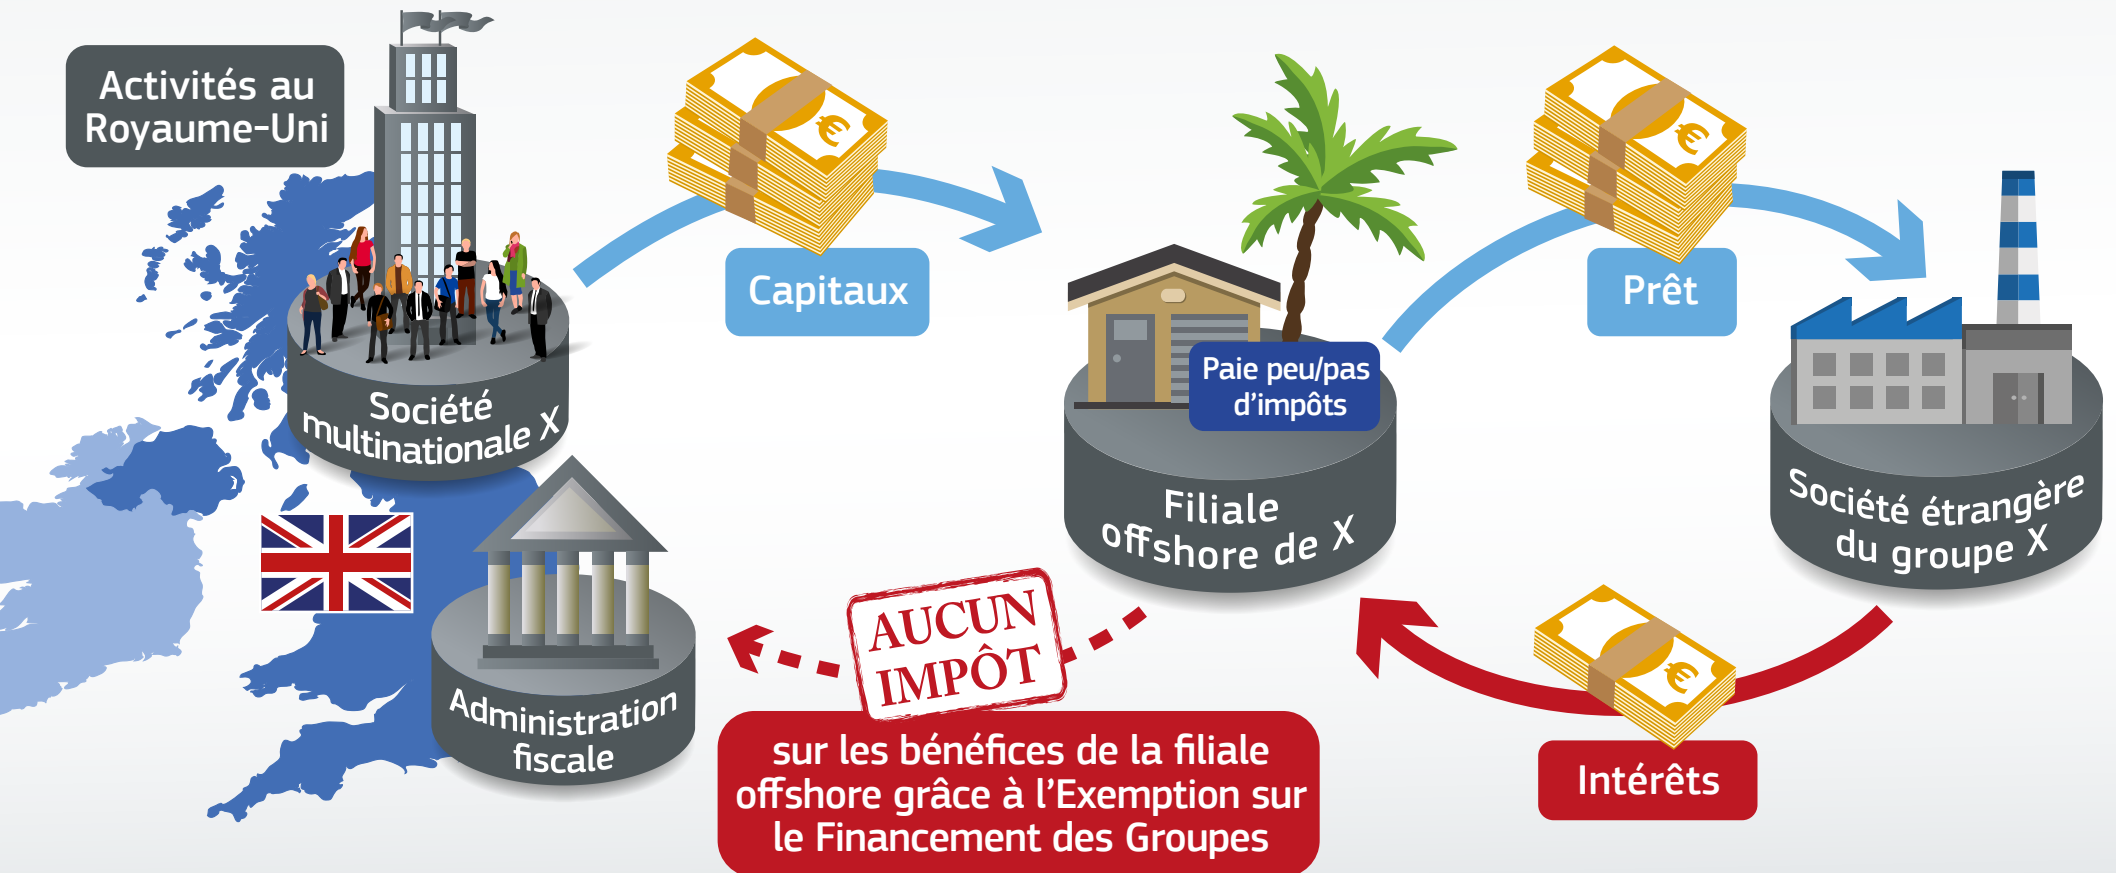 Activités au
Royaume-Uni
Société
multinationale X
Capitaux
Paie peu/pas
d'impôts
Filiale
offshore de X
Prêt
Société étrangère
du groupe X
Intérêts
AUCUN
IMPÔT
sur les bénéfices de la filiale
offshore grâce à l'Exemption sur
le Financement des Groupes
Administration
fiscale